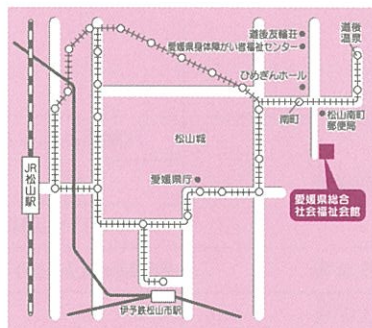 道後友輪荘
愛媛県身体障がい者福祉センター
ひめぎんホール
道後
温泉
南町
松山南町
郵便局
松山城
愛媛県庁
JR松山駅
愛媛県総合
社会福祉会館
伊予鉄松山市駅